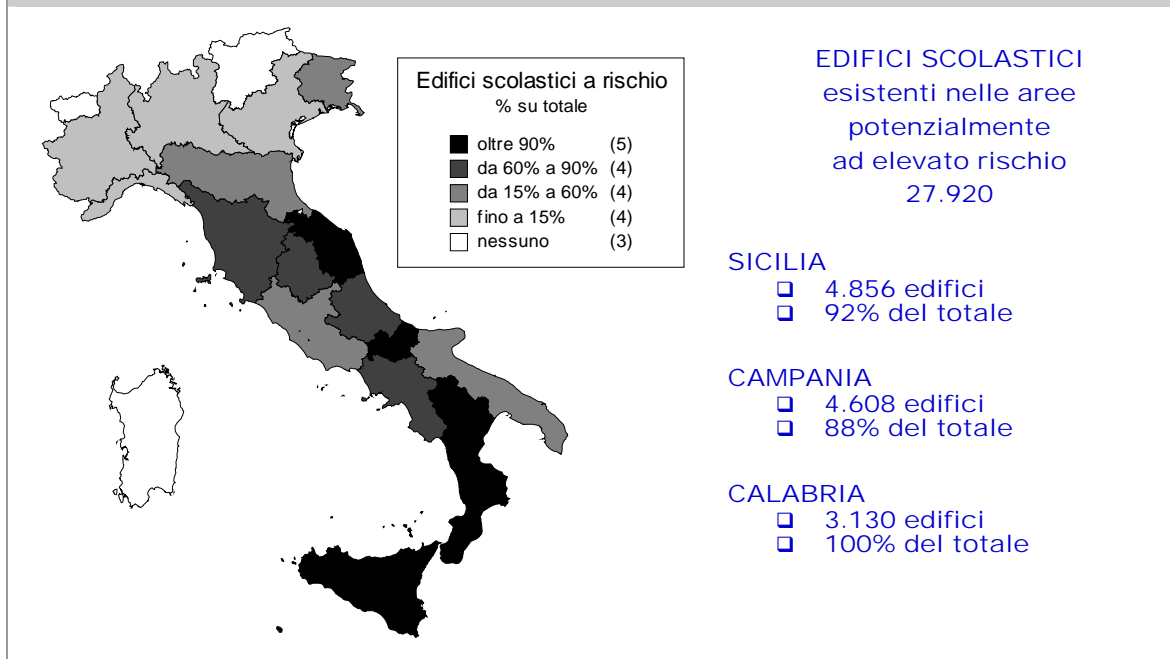 Edifici scolastici a rischio
% su totale
oltre 90% (5)
da 60% a 90% (4)
da 15% a 60% (4)
fino a 15% (4)
nessuno (3)
EDIFICI SCOLASTICI
esistenti nelle aree
potenzialmente
ad elevato rischio
27.920
SICILIA
❑ 4.856 edifici
❑ 92% del totale
CAMPANIA
❑ 4.608 edifici
❑ 88% del totale
CALABRIA
❑ 3.130 edifici
❑ 100% del totale